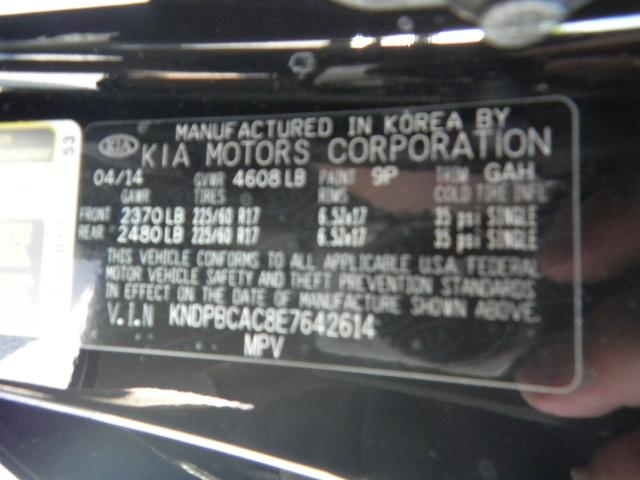 MANUFACTURED IN KOREA BY
KIA KIA MOTORS CORPORATION
04/14 GVWR 4608 LB PAINT 9P TRIM GAH
GAWR TIRES RIMS COLD TIRE INFL
FRONT 2370 LB 225/60 R17 6.5Jx17 35 psi SINGLE
REAR 2480 LB 225/60 R17 6.5Jx17 35 psi SINGLE
THIS VEHICLE CONFORMS TO ALL APPLICABLE U.S.A. FEDERAL
MOTOR VEHICLE SAFETY AND THEFT PREVENTION STANDARDS
IN EFFECT ON THE DATE OF MANUFACTURE SHOWN ABOVE.
V.I.N KNDPBCAC8E7642614
MPV
53